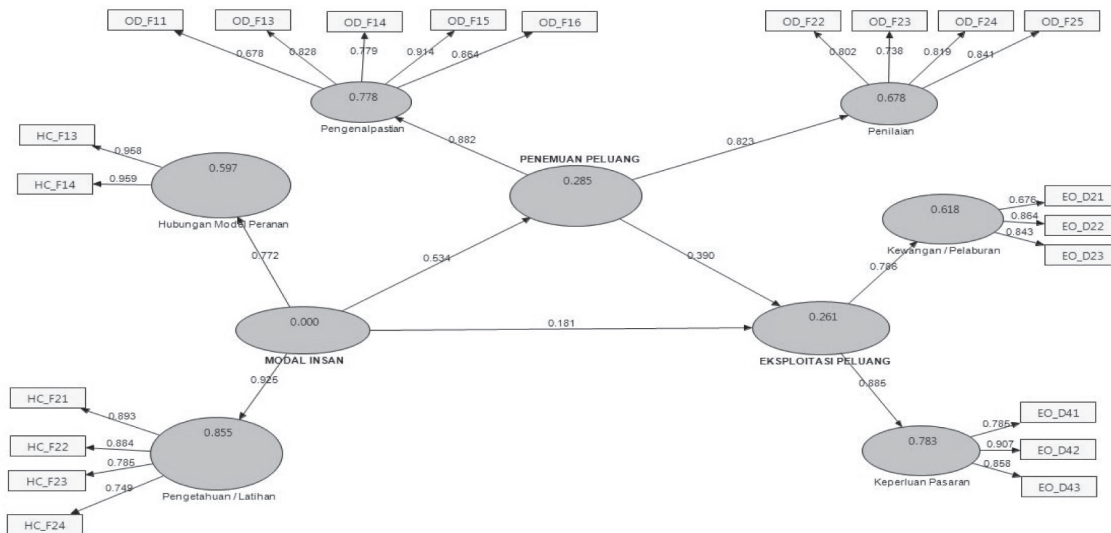 OD_F11
OD_F13
OD_F14
OD_F15
OD_F16
OD_F22
OD_F23
OD_F24
OD_F25
0.678
0.828
0.779
0.914
0.864
0.802
0.738
0.819
0.841
0.778
Pengenalpastian
0.678
Penilaian
HC_F13
HC_F14
0.958
0.959
0.597
Hubungan Model Peranan
0.882
0.823
PENEMUAN PELUANG
0.285
0.618
Kewangan / Pelaburan
0.676
0.864
0.843
EO_D21
EO_D22
EO_D23
0.772
0.534
0.390
0.786
0.000
MODAL INSAN
0.181
0.261
EKSPLOITASI PELUANG
0.925
0.885
HC_F21
HC_F22
HC_F23
HC_F24
0.893
0.884
0.785
0.749
0.855
Pengetahuan / Latihan
0.783
Keperluan Pasaran
0.785
0.907
0.858
EO_D41
EO_D42
EO_D43